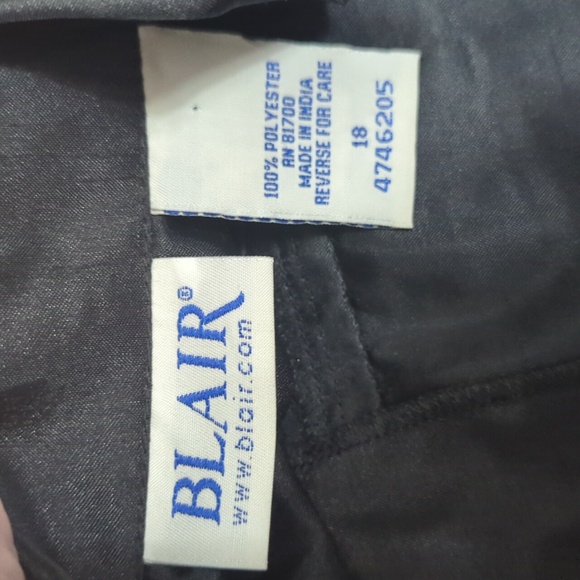 100% POLYESTER
RN 81700
MADE IN INDIA
REVERSE FOR CARE
18
4746205
BLAIR®
www.blair.com